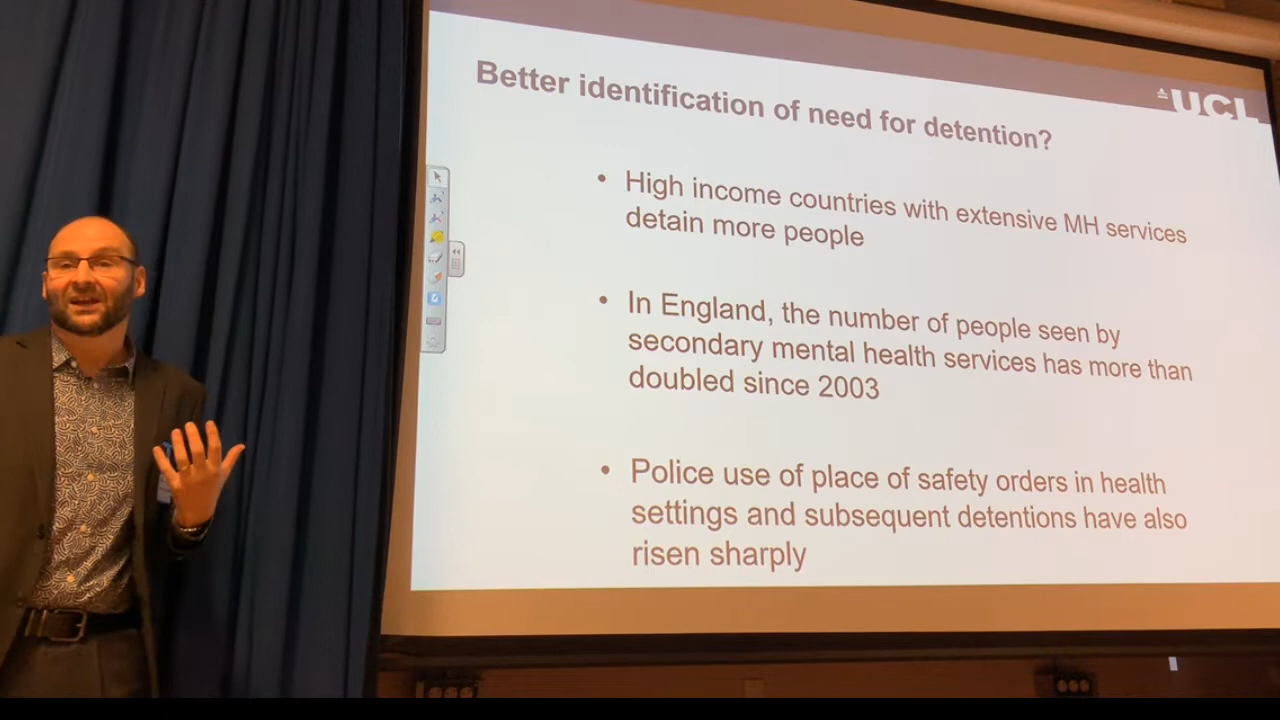 Better identification of need for detention?
UCL
• High income countries with extensive MH services
detain more people
• In England, the number of people seen by
secondary mental health services has more than
doubled since 2003
• Police use of place of safety orders in health
settings and subsequent detentions have also
risen sharply